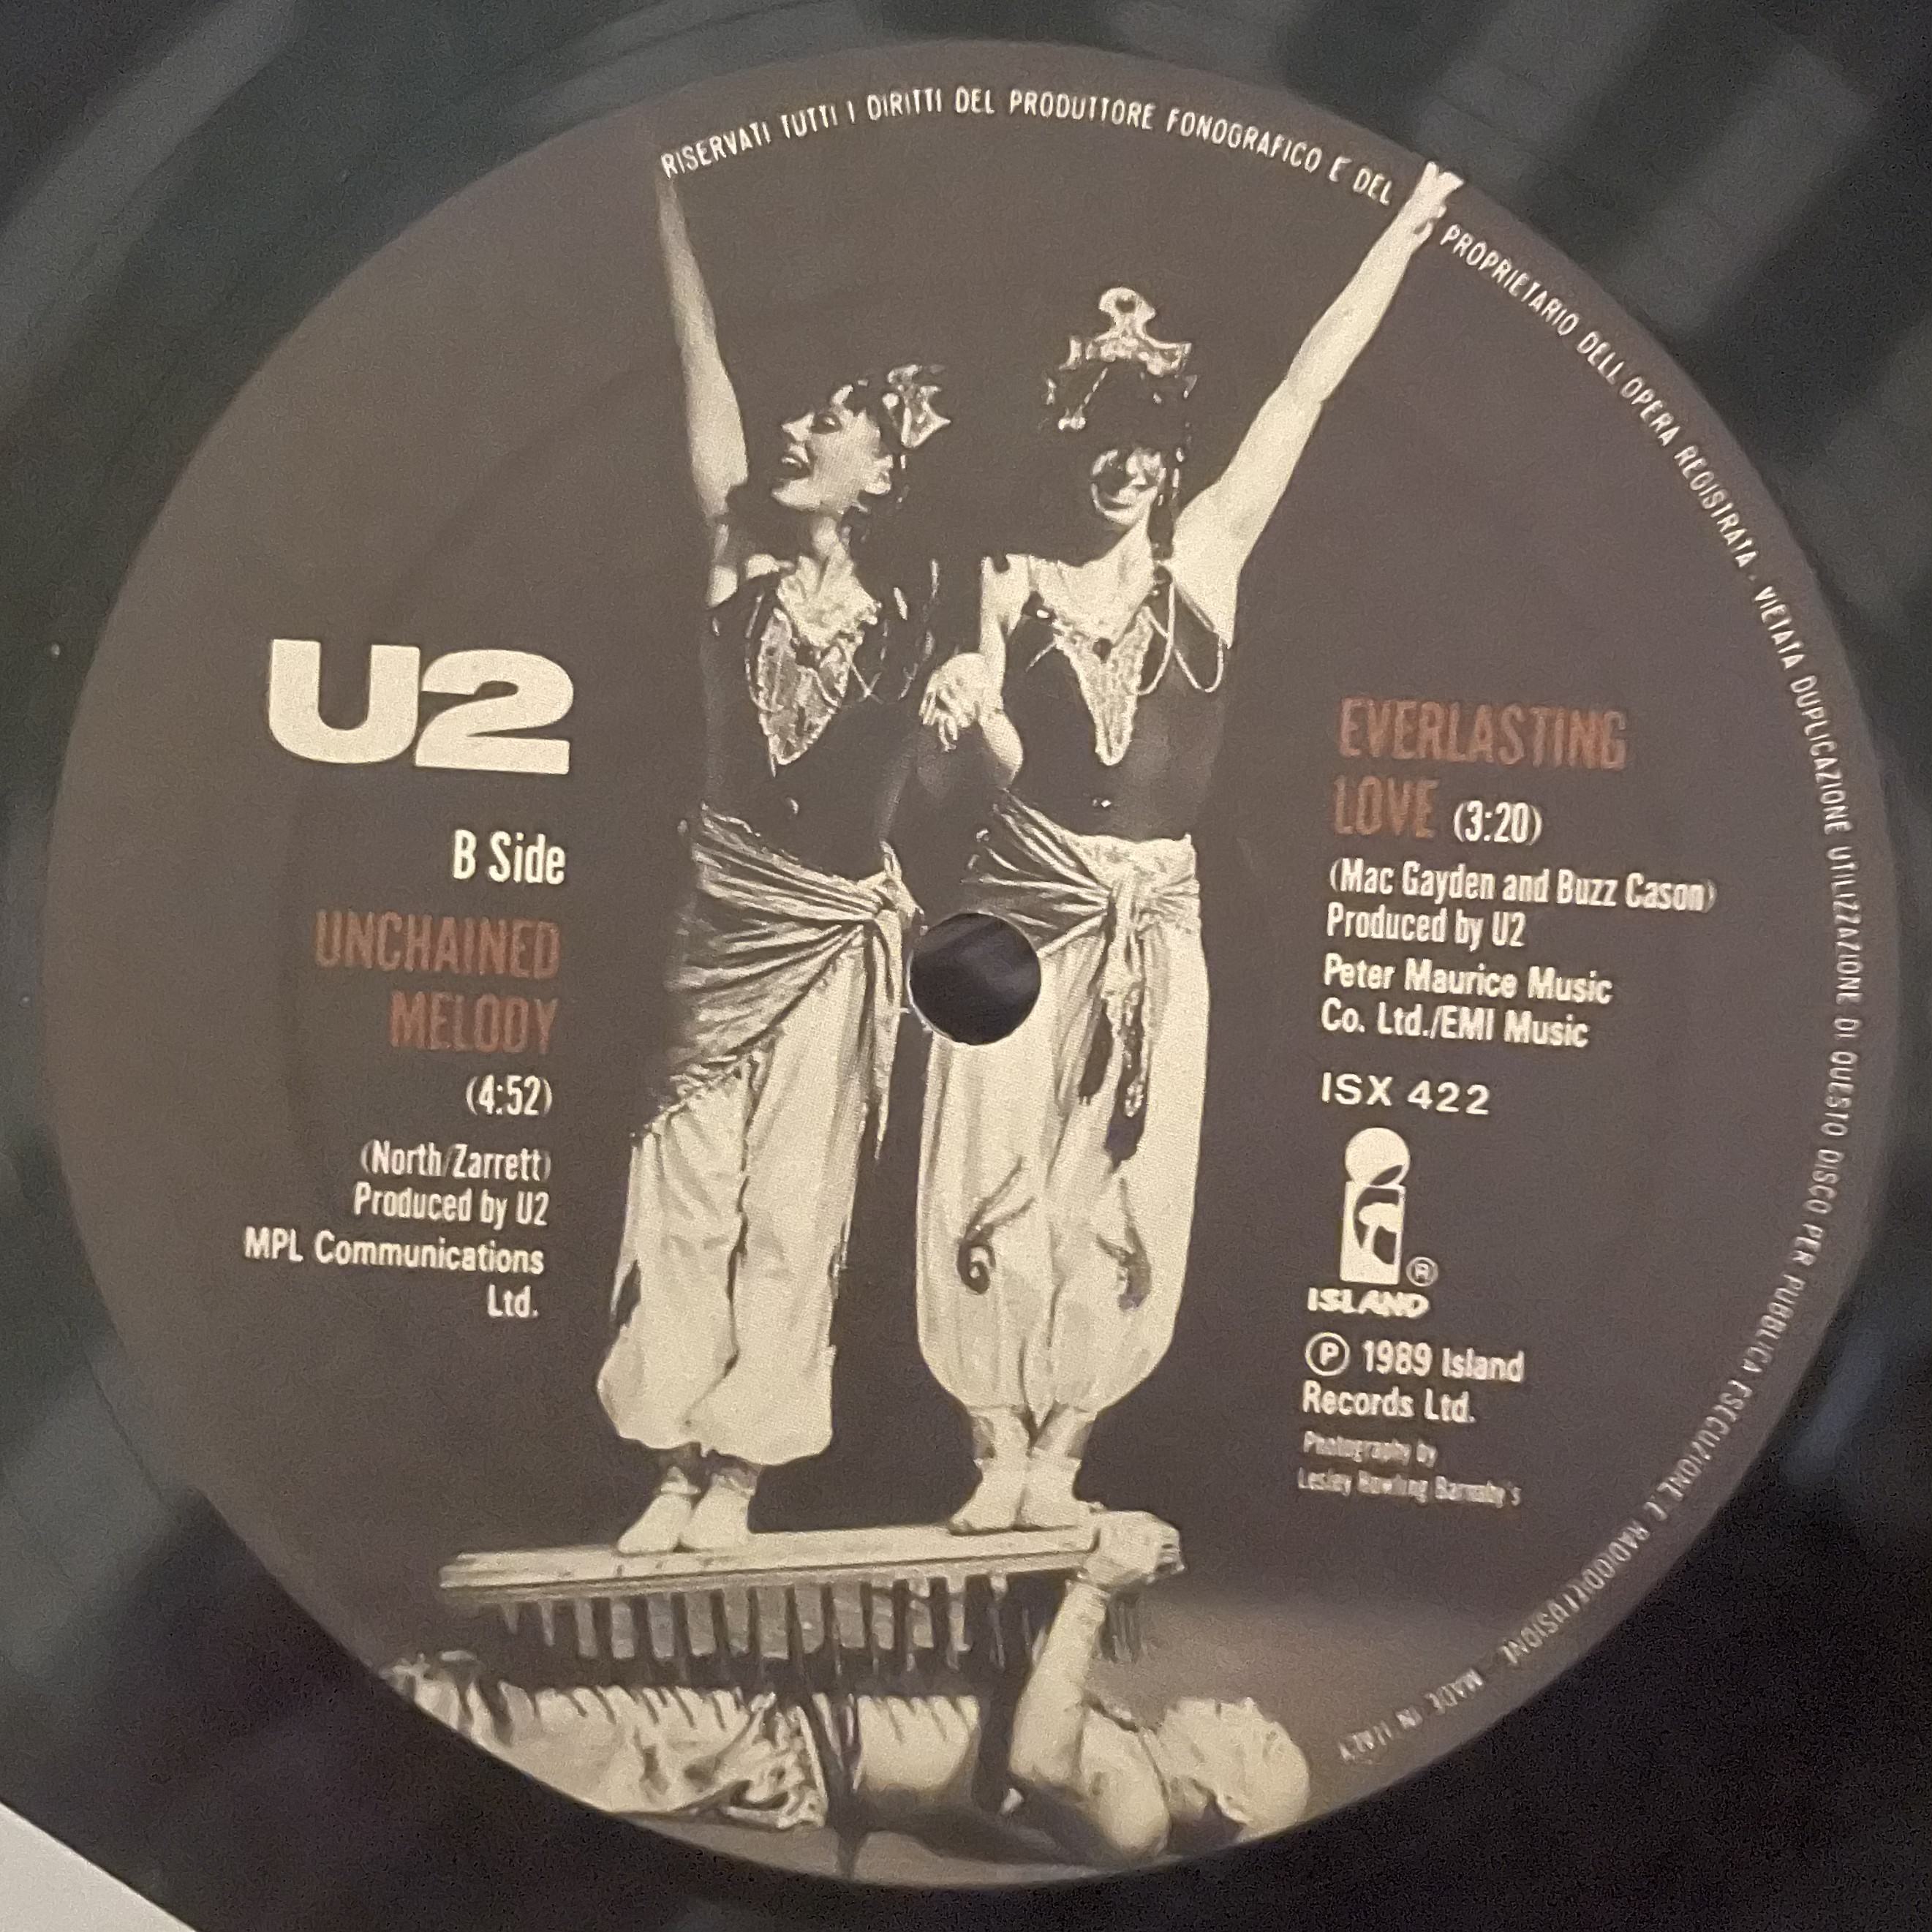 RISERVATI TUTTI I DIRITTI DEL PRODUTTORE FONOGRAFICO E DEL PROPRIETARIO DELL'OPERA REGISTRATA · VIETATA DUPLICAZIONE UTILIZZAZIONE DI QUESTO DISCO PER PUBBLICA ESECUZIONE E RADIODIFFUSIONE · MADE IN ITALY
U2
B Side
UNCHAINED
MELODY
(4:52)
(North/Zarrett)
Produced by U2
MPL Communications
Ltd.
EVERLASTING
LOVE (3:20)
(Mac Gayden and Buzz Cason)
Produced by U2
Peter Maurice Music
Co. Ltd./EMI Music
ISX 422
®
ISLAND
℗ 1989 Island
Records Ltd.
Photography by
Lesley Howling Barnaby's